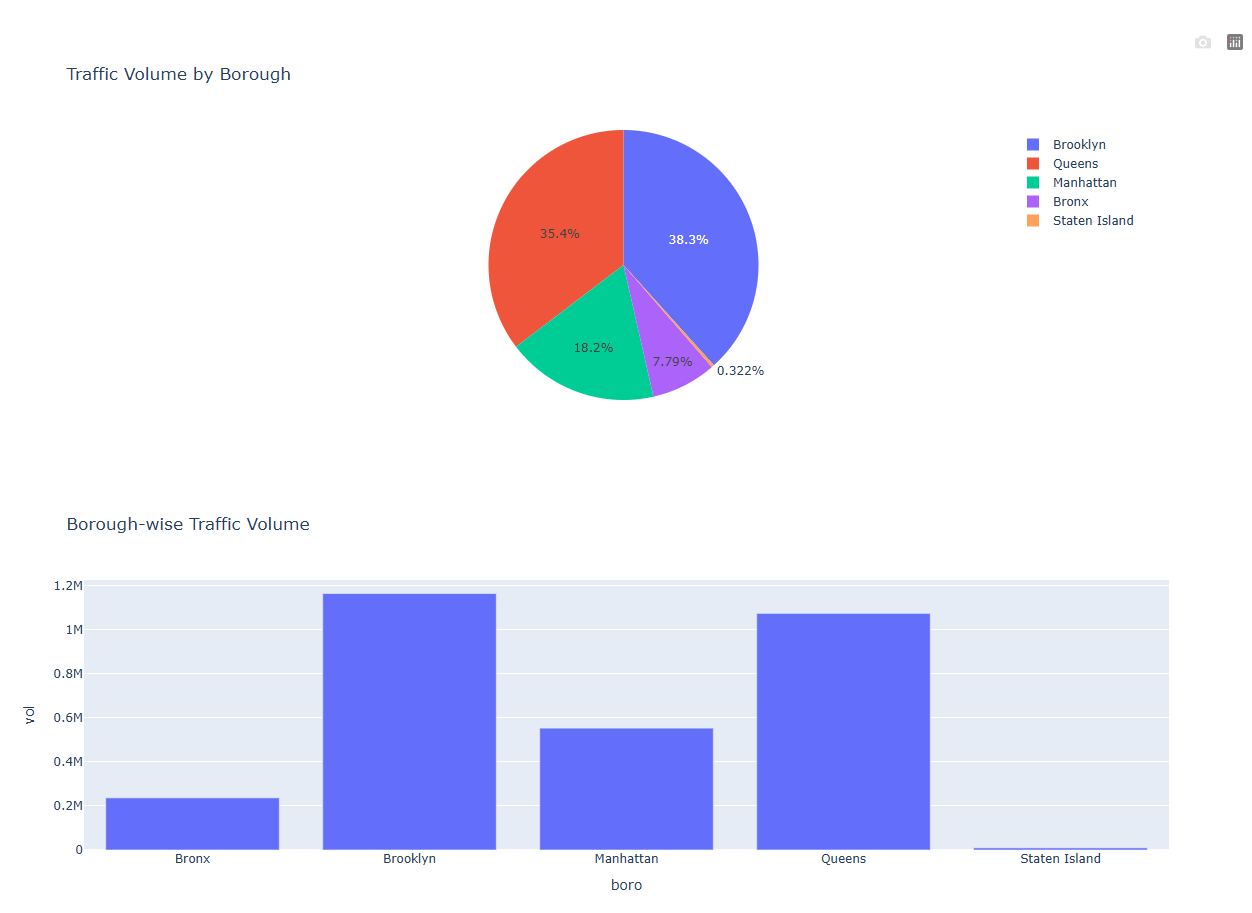 Traffic Volume by Borough
Brooklyn
Queens
Manhattan
Bronx
Staten Island
35.4%
38.3%
18.2%
7.79%
0.322%
Borough-wise Traffic Volume
1.2M
1M
0.8M
0.6M
0.4M
0.2M
0
vol
Bronx
Brooklyn
Manhattan
Queens
Staten Island
boro